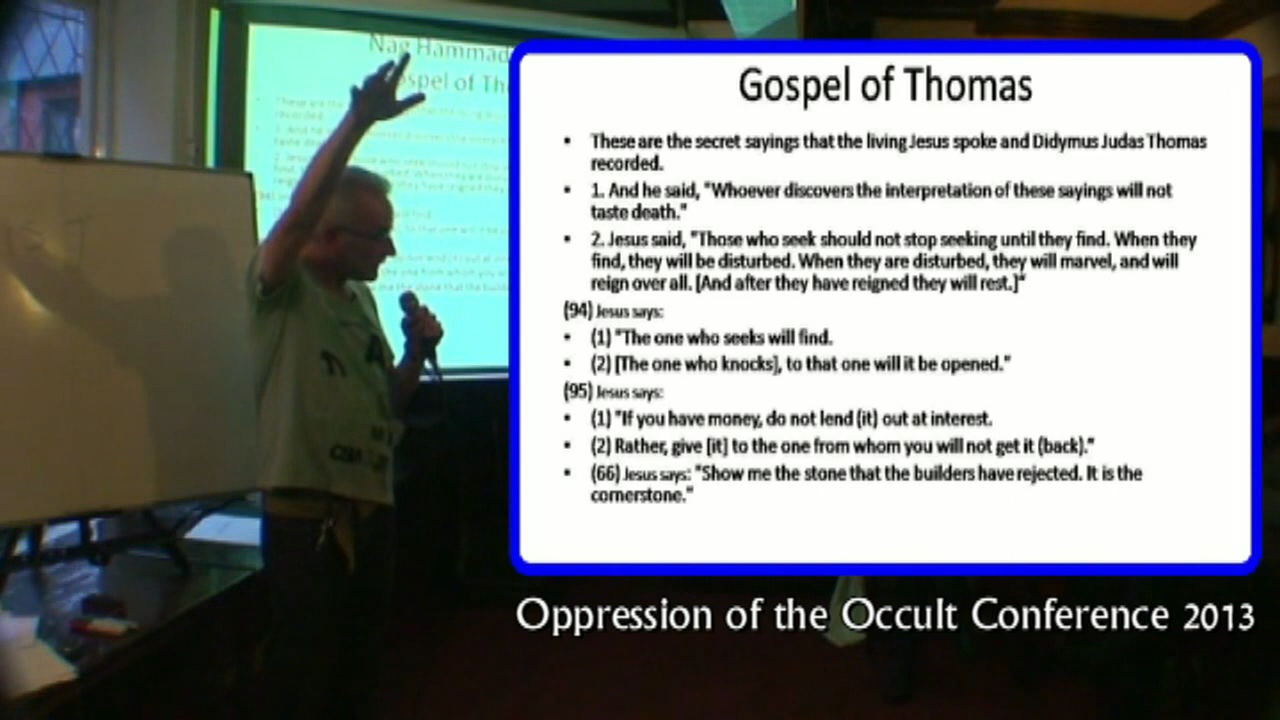 Nag Hammad
ospel of Th
Gospel of Thomas
• These are the secret sayings that the living Jesus spoke and Didymus Judas Thomas
recorded.
• 1. And he said, "Whoever discovers the interpretation of these sayings will not
taste death."
• 2. Jesus said, "Those who seek should not stop seeking until they find. When they
find, they will be disturbed. When they are disturbed, they will marvel, and will
reign over all. [And after they have reigned they will rest.]"
(94) Jesus says:
• (1) "The one who seeks will find.
• (2) [The one who knocks], to that one will it be opened."
(95) Jesus says:
• (1) "If you have money, do not lend (it) out at interest.
• (2) Rather, give [it] to the one from whom you will not get it (back)."
• (66) Jesus says: "Show me the stone that the builders have rejected. It is the
cornerstone."
Oppression of the Occult Conference 2013